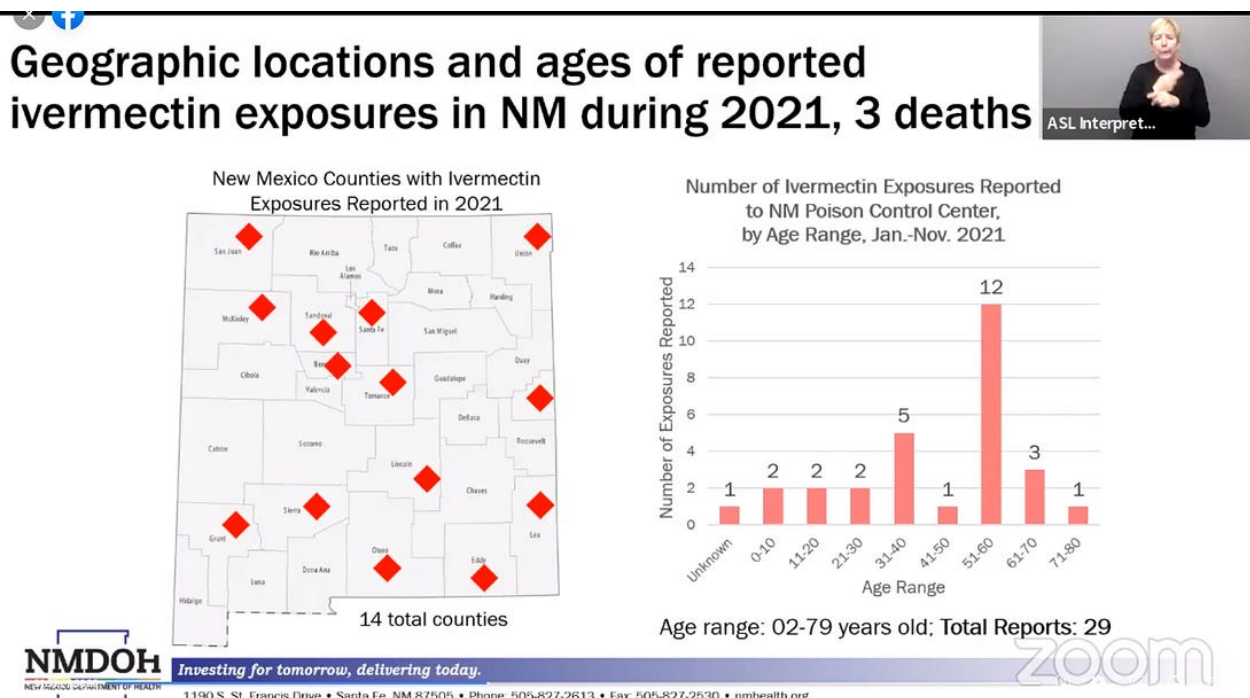 Geographic locations and ages of reported
ivermectin exposures in NM during 2021, 3 deaths
ASL Interpret...
New Mexico Counties with Ivermectin
Exposures Reported in 2021
San Juan
Rio Arriba
Taos
Colfax
Union
Los
Alamos
Mora
Harding
McKinley
Sandoval
Santa Fe
San Miguel
Quay
Cibola
Valencia
Torrance
Guadalupe
DeBaca
Roosevelt
Catron
Socorro
Lincoln
Chaves
Sierra
Lea
Grant
Otero
Eddy
Luna
Dona Ana
Hidalgo
14 total counties
Number of Ivermectin Exposures Reported
to NM Poison Control Center,
by Age Range, Jan.-Nov. 2021
Number of Exposures Reported
14
12
10
8
6
4
2
0
1
2
2
2
5
1
12
3
1
Unknown
0-10
11-20
21-30
31-40
41-50
51-60
61-70
71-80
Age Range
Age range: 02-79 years old; Total Reports: 29
NMDOH
NEW MEXICO DEPARTMENT OF HEALTH
Investing for tomorrow, delivering today.
zoom
1190 S. St. Francis Drive • Santa Fe, NM 87505 • Phone: 505-827-2613 • Fax: 505-827-2530 • nmhealth.org